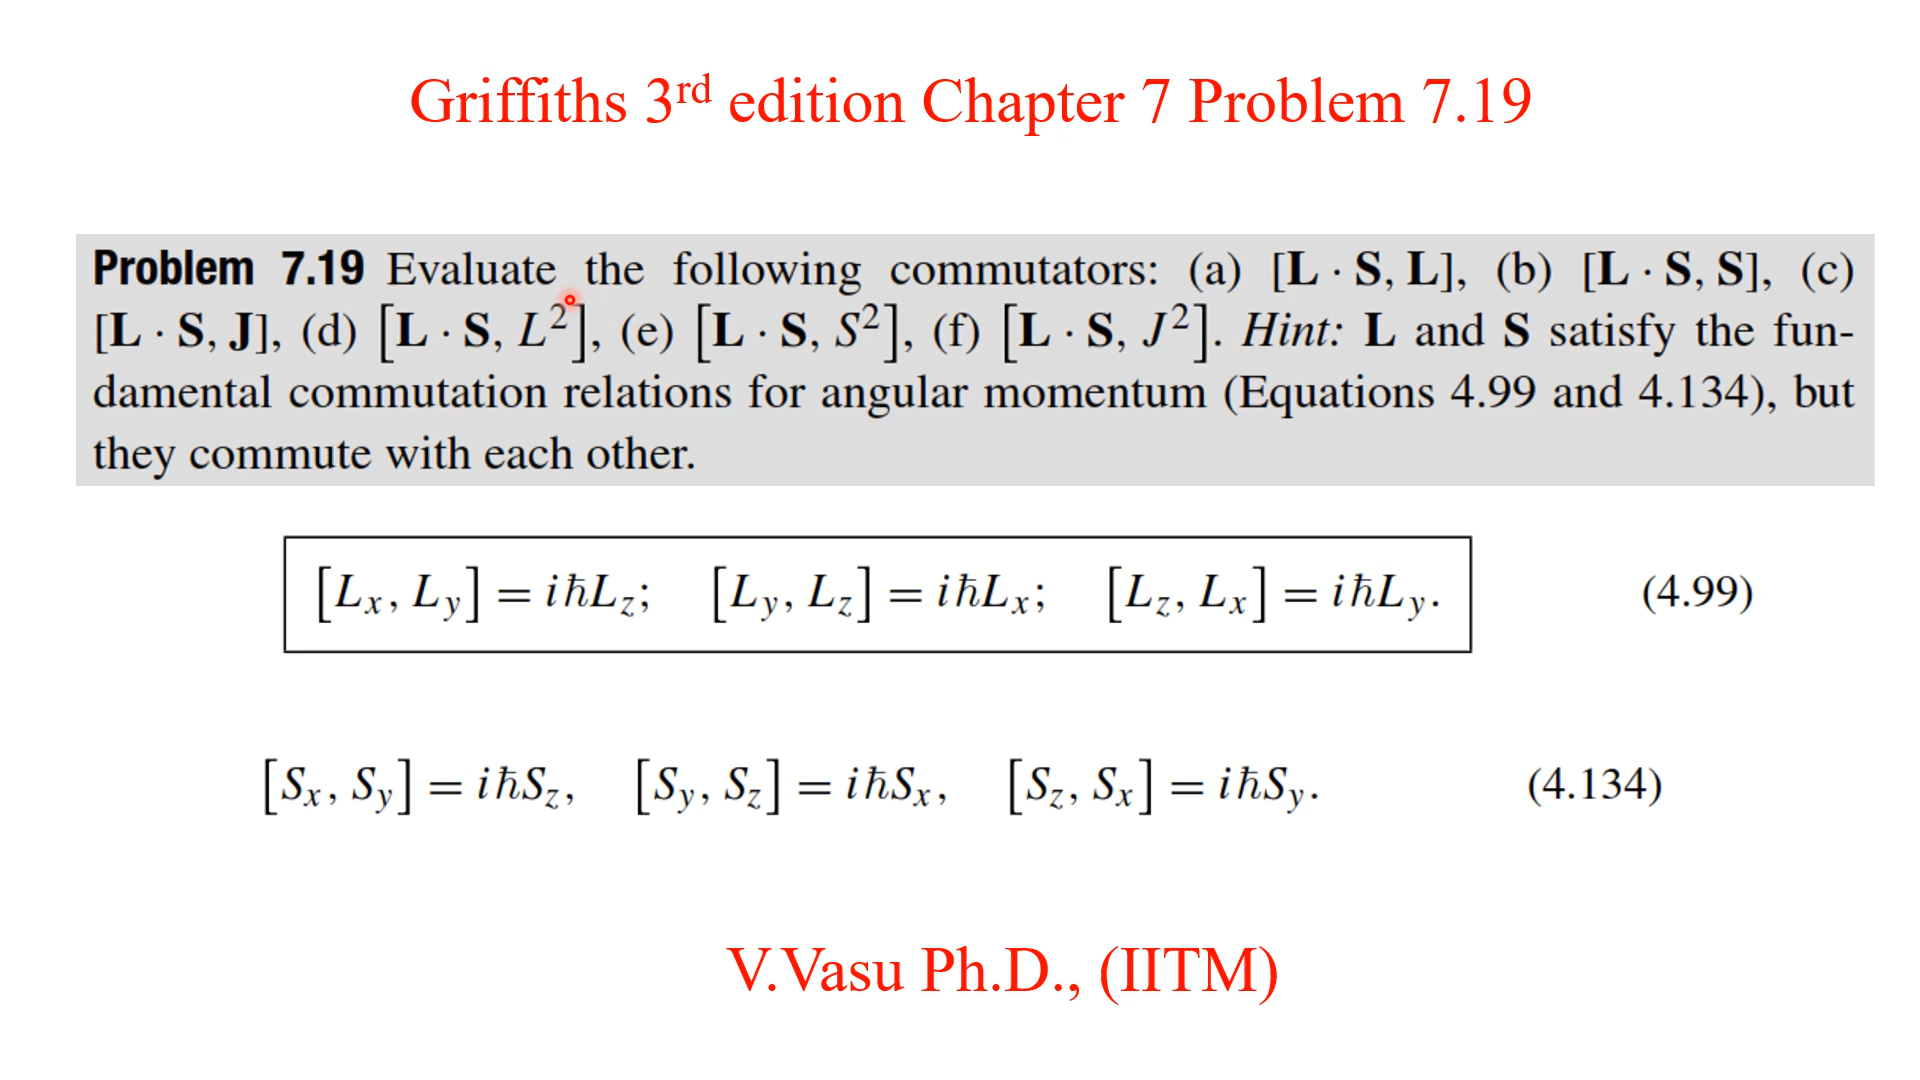 Griffiths 3rd edition Chapter 7 Problem 7.19
Problem 7.19 Evaluate the following commutators: (a) [L · S, L], (b) [L · S, S], (c)
[L · S, J], (d) [L · S, L²], (e) [L · S, S²], (f) [L · S, J²]. Hint: L and S satisfy the fun-
damental commutation relations for angular momentum (Equations 4.99 and 4.134), but
they commute with each other.
[Lx, Ly] = iħLz; [Ly, Lz] = iħLx; [Lz, Lx] = iħLy. (4.99)
[Sx, Sy] = iħSz, [Sy, Sz] = iħSx, [Sz, Sx] = iħSy. (4.134)
V.Vasu Ph.D., (IITM)